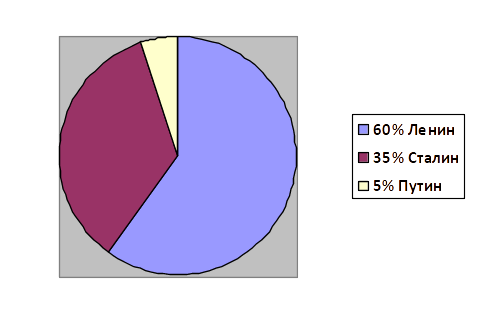 60% Ленин
35% Сталин
5% Путин